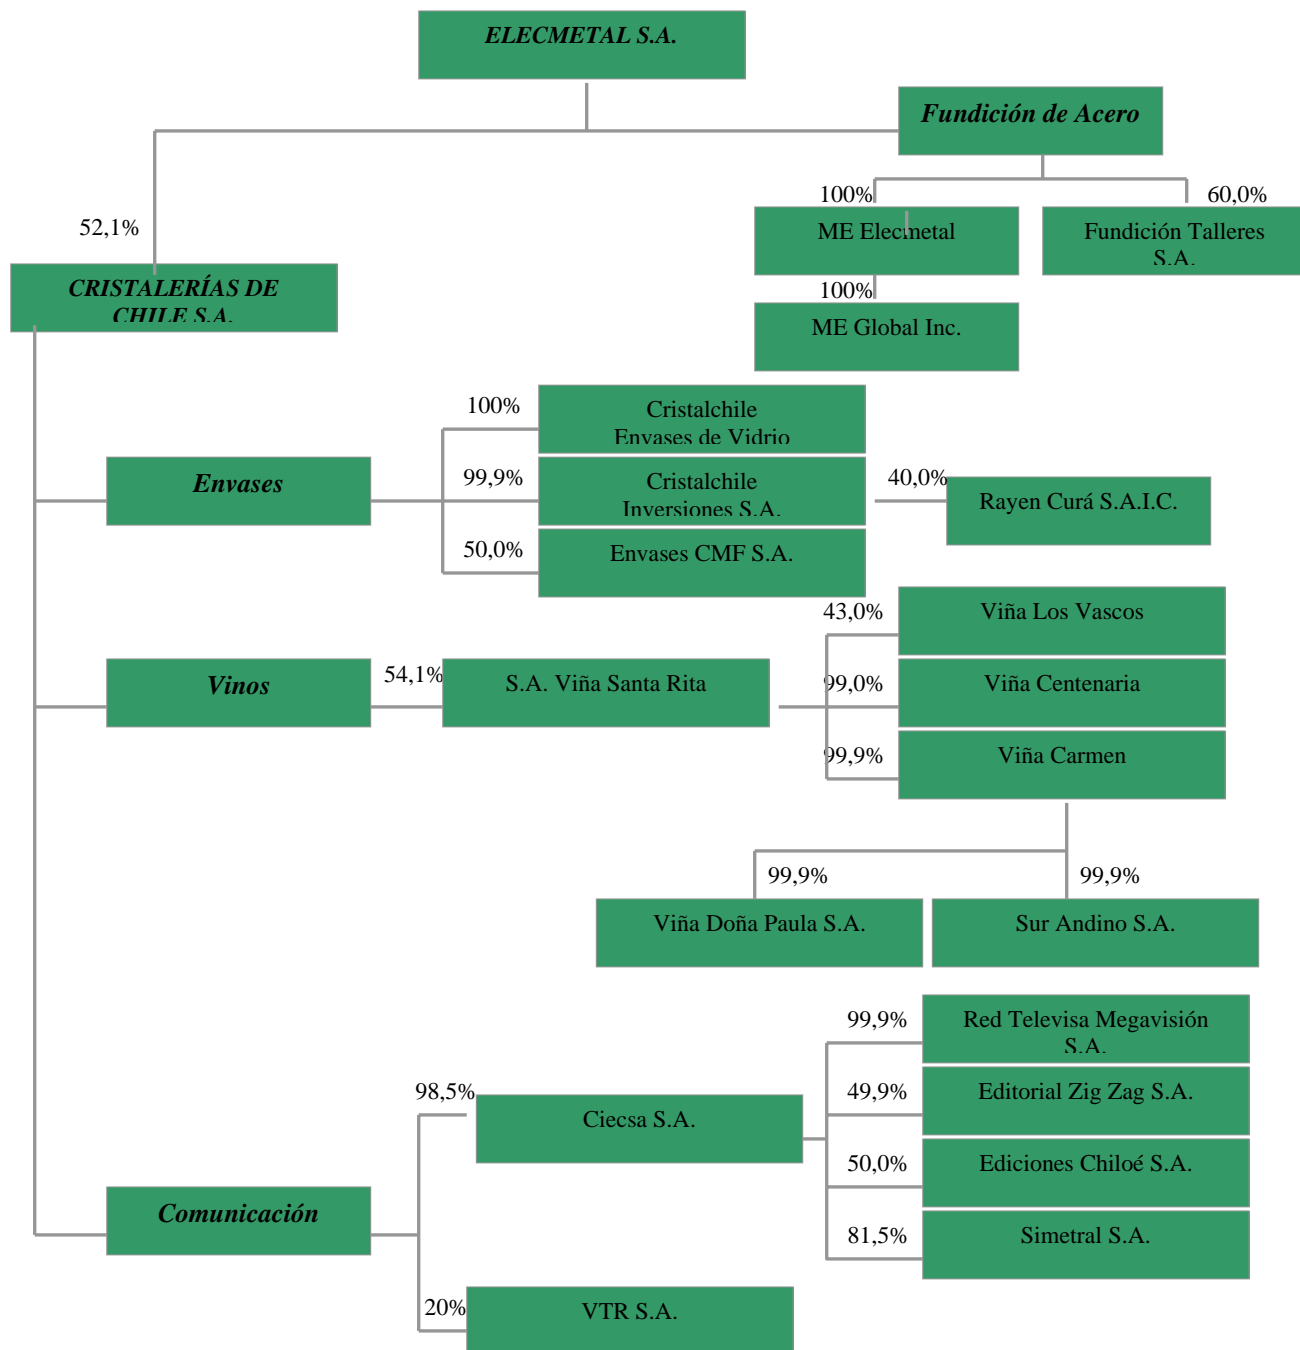 ELECMETAL S.A.
Fundición de Acero
100%
60,0%
52,1%
ME Elecmetal
Fundición Talleres
S.A.
CRISTALERÍAS DE
CHILE S.A.
100%
ME Global Inc.
100%
Cristalchile
Envases de Vidrio
Envases
99,9%
Cristalchile
Inversiones S.A.
40,0%
Rayen Curá S.A.I.C.
50,0%
Envases CMF S.A.
43,0%
Viña Los Vascos
Vinos
54,1%
S.A. Viña Santa Rita
99,0%
Viña Centenaria
99,9%
Viña Carmen
99,9%
99,9%
Viña Doña Paula S.A.
Sur Andino S.A.
99,9%
Red Televisa Megavisión
S.A.
98,5%
Ciecsa S.A.
49,9%
Editorial Zig Zag S.A.
50,0%
Ediciones Chiloé S.A.
Comunicación
81,5%
Simetral S.A.
20%
VTR S.A.